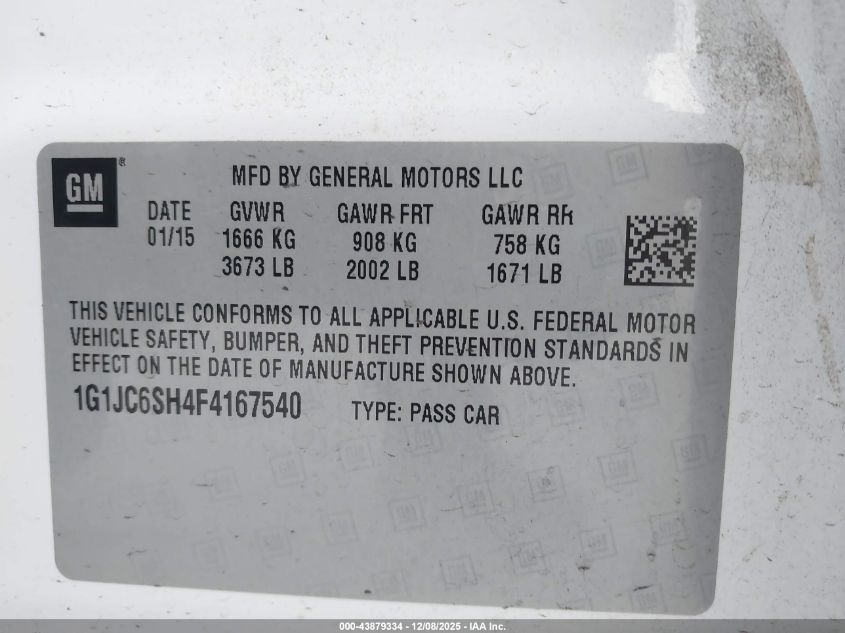 GM®
MFD BY GENERAL MOTORS LLC
DATE GVWR GAWR FRT GAWR RR
01/15 1666 KG 908 KG 758 KG
3673 LB 2002 LB 1671 LB
THIS VEHICLE CONFORMS TO ALL APPLICABLE U.S. FEDERAL MOTOR
VEHICLE SAFETY, BUMPER, AND THEFT PREVENTION STANDARDS IN
EFFECT ON THE DATE OF MANUFACTURE SHOWN ABOVE.
1G1JC6SH4F4167540 TYPE: PASS CAR
000-43879334 - 12/08/2025 - IAA Inc.